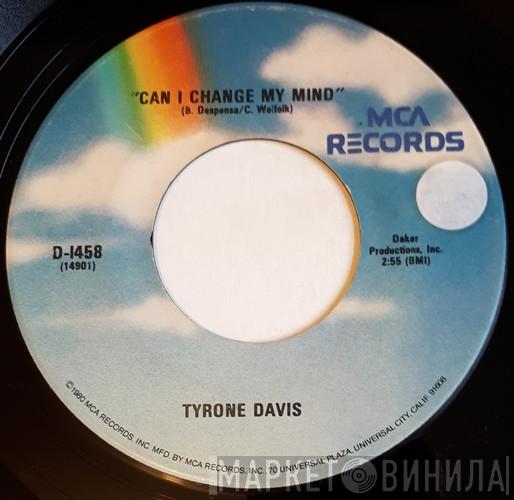 "CAN I CHANGE MY MIND"
(B. Despensa/C. Wolfolk)
MCA
RECORDS
D-1458
(14901)
Dakar
Productions, Inc.
2:55 (BMI)
TYRONE DAVIS
©1980 MCA RECORDS, INC. MFD. BY MCA RECORDS, INC., 70 UNIVERSAL PLAZA, UNIVERSAL CITY, CALIF. 91608
МАРКЕТ ВИНИЛА